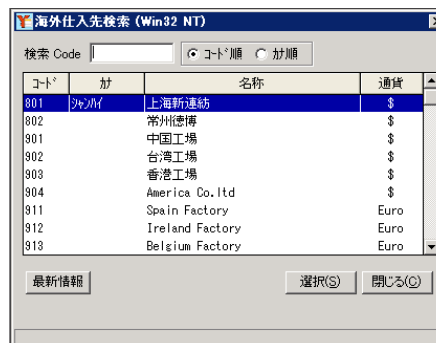 海外仕入先検索 (Win32 NT)
検索 Code コード順 カナ順
コード カナ 名称 通貨
801 シャンハイ 上海新連紡 $
802 常州徳博 $
901 中国工場 $
902 台湾工場 $
903 香港工場 $
904 America Co.ltd $
911 Spain Factory Euro
912 Ireland Factory Euro
913 Belgium Factory Euro
最新情報 選択(S) 閉じる(C)